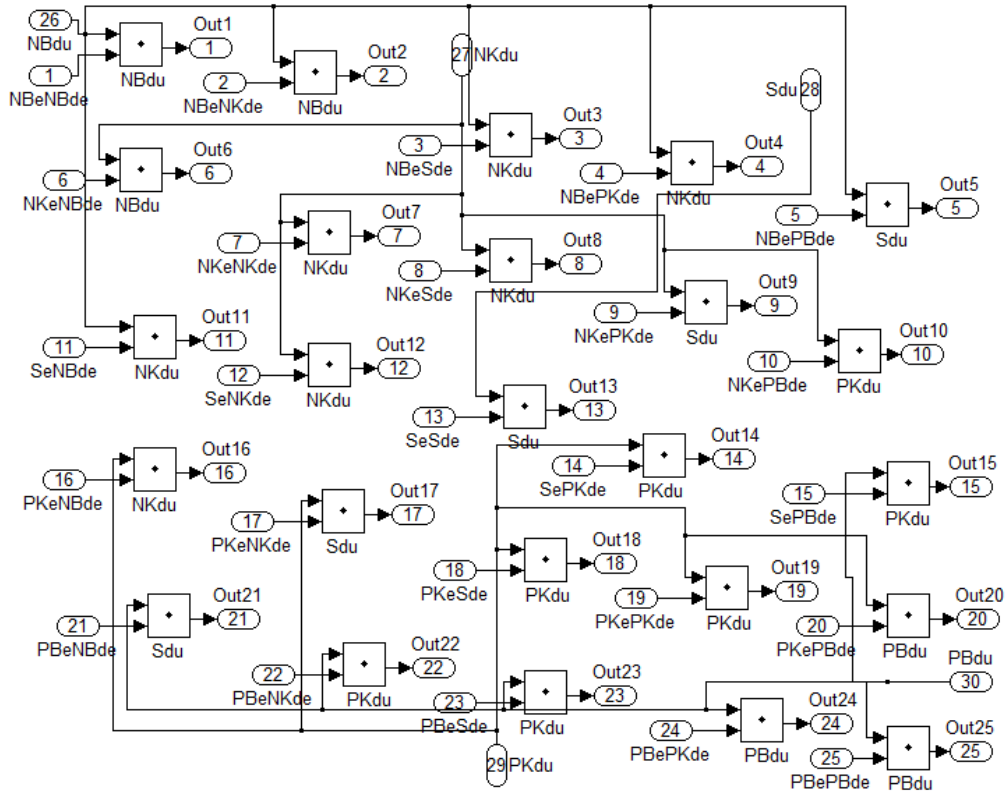 26
NBdu
1
NBeNBde
NBdu
Out1
1
2
NBeNKde
NBdu
Out2
2
27 NKdu
3
NBeSde
NKdu
Out3
3
4
NBePKde
NKdu
Out4
4
Sdu 28
5
NBePBde
Sdu
Out5
5
6
NKeNBde
NBdu
Out6
6
7
NKeNKde
NKdu
Out7
7
8
NKeSde
NKdu
Out8
8
9
NKePKde
Sdu
Out9
9
10
NKePBde
PKdu
Out10
10
11
SeNBde
NKdu
Out11
11
12
SeNKde
NKdu
Out12
12
13
SeSde
Sdu
Out13
13
14
SePKde
PKdu
Out14
14
15
SePBde
PKdu
Out15
15
16
PKeNBde
NKdu
Out16
16
17
PKeNKde
Sdu
Out17
17
18
PKeSde
PKdu
Out18
18
19
PKePKde
PKdu
Out19
19
20
PKePBde
PBdu
Out20
20
PBdu
30
21
PBeNBde
Sdu
Out21
21
22
PBeNKde
PKdu
Out22
22
23
PBeSde
PKdu
Out23
23
24
PBePKde
PBdu
Out24
24
25
PBePBde
PBdu
Out25
25
29 PKdu